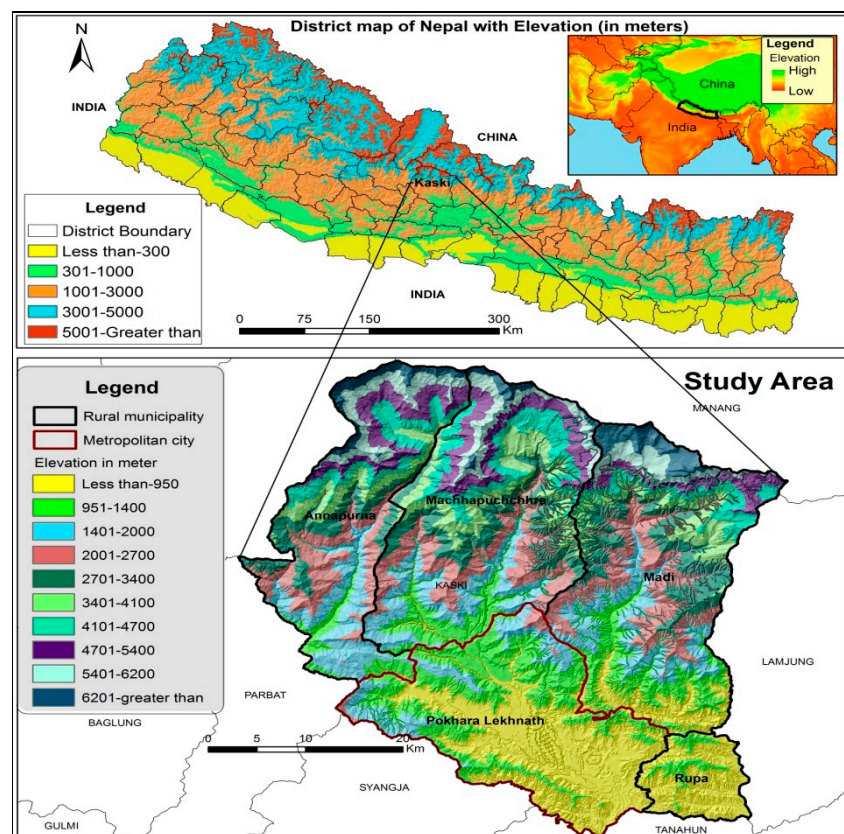 District map of Nepal with Elevation (in meters)
N
INDIA
CHINA
Kaski
INDIA
Legend
Elevation
High
Low
China
India
Legend
District Boundary
Less than-300
301-1000
1001-3000
3001-5000
5001-Greater than
0 75 150 300
Km
Study Area
Legend
Rural municipality
Metropolitan city
Elevation in meter
Less than-950
951-1400
1401-2000
2001-2700
2701-3400
3401-4100
4101-4700
4701-5400
5401-6200
6201-greater than
MANANG
Annapurna
Machhapuchchhre
Madi
KASKI
LAMJUNG
PARBAT
BAGLUNG
Pokhara Lekhnath
0 5 10 20
Km
Rupa
SYANGJA
GULMI
TANAHUN